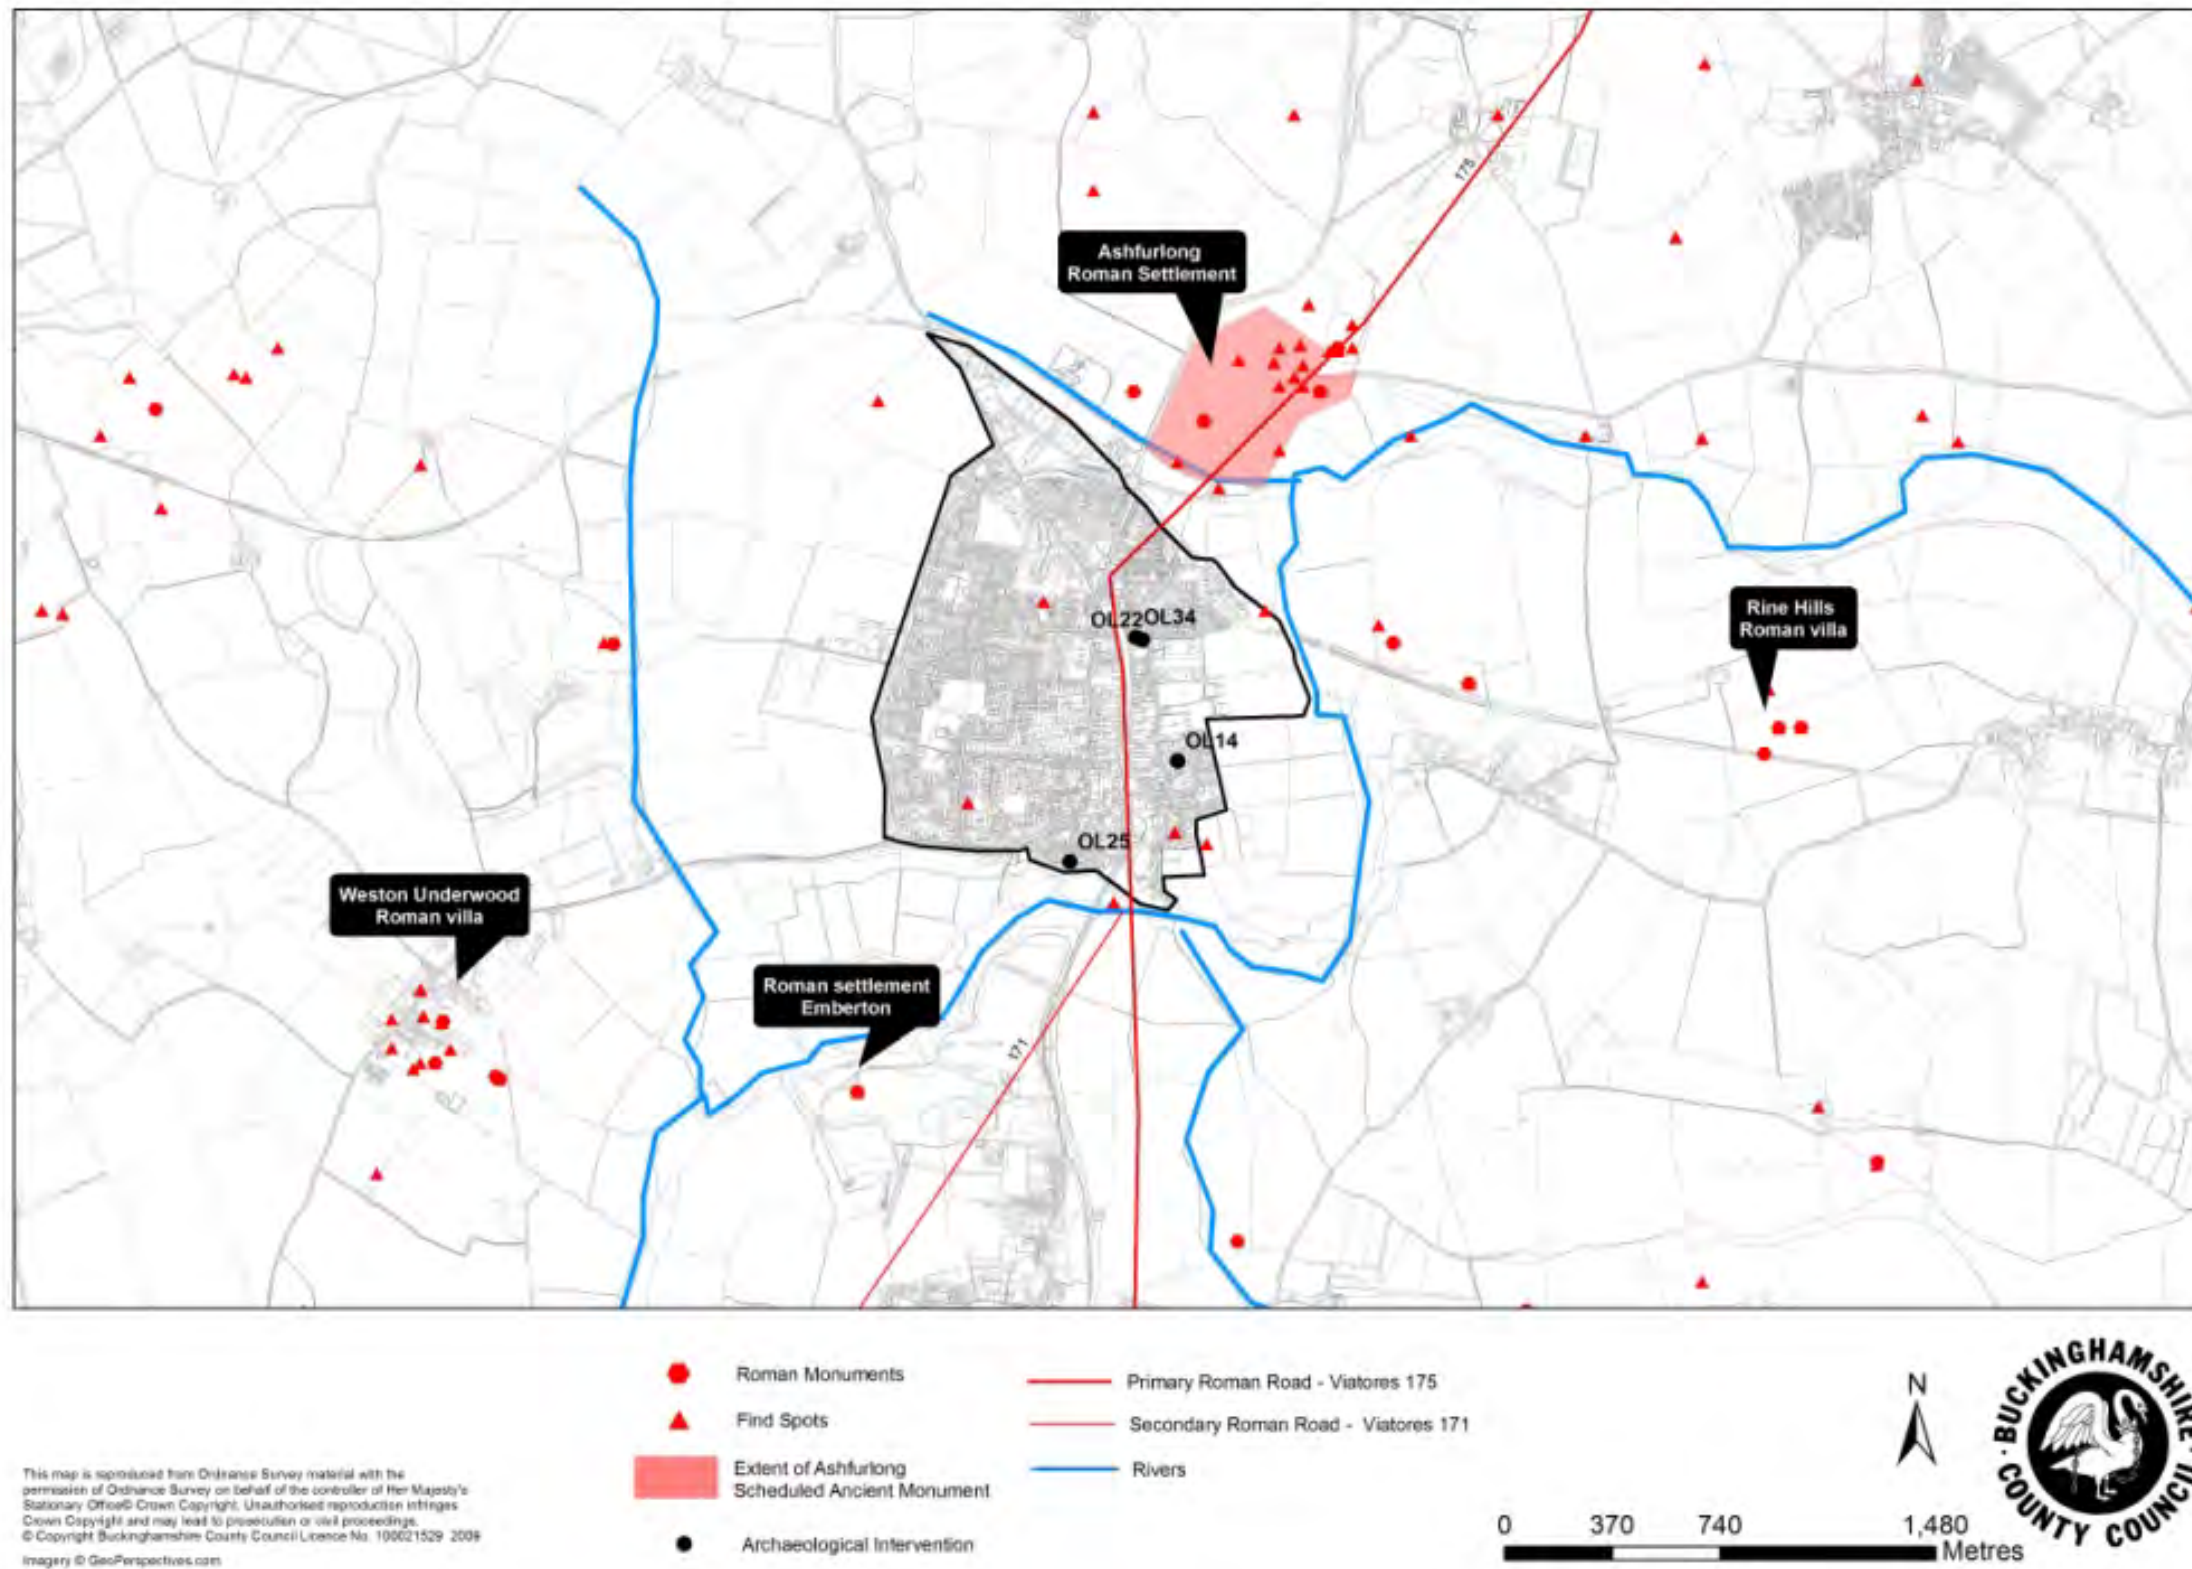 175
Ashfurlong
Roman Settlement
OL22
OL34
Rine Hills
Roman villa
OL14
OL25
Weston Underwood
Roman villa
Roman settlement
Emberton
171
Roman Monuments
Find Spots
Extent of Ashfurlong
Scheduled Ancient Monument
Archaeological Intervention
Primary Roman Road - Viatores 175
Secondary Roman Road - Viatores 171
Rivers
N
0 370 740 1,480
Metres
· BUCKINGHAMSHIRE ·
COUNTY COUNCIL
This map is reproduced from Ordnance Survey material with the
permission of Ordnance Survey on behalf of the controller of Her Majesty's
Stationary Office© Crown Copyright. Unauthorised reproduction infringes
Crown Copyright and may lead to prosecution or civil proceedings.
© Copyright Buckinghamshire County Council Licence No. 100021529 2009
Imagery © GeoPerspectives.com